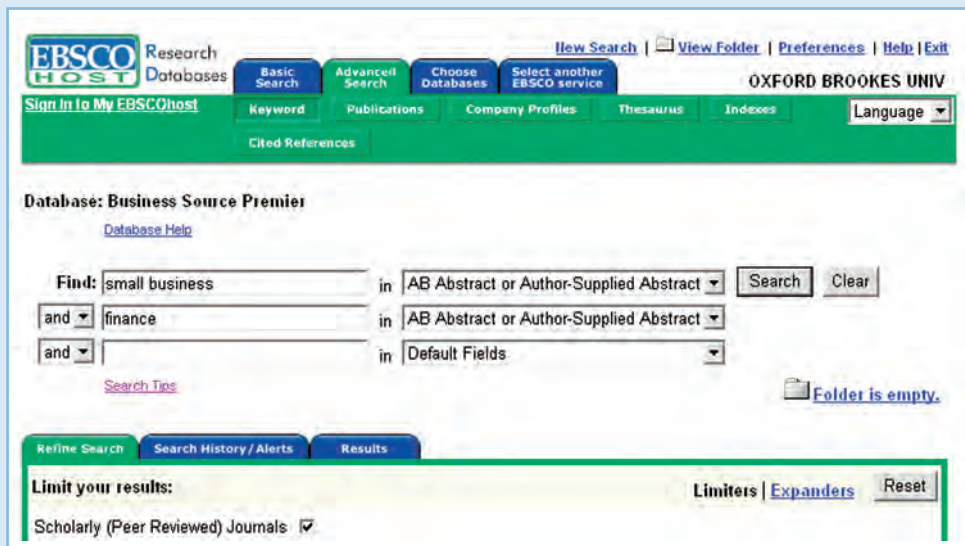 EBSCO Research
HOST Databases
New Search | View Folder | Preferences | Help | Exit
Basic Search
Advanced Search
Choose Databases
Select another EBSCO service
OXFORD BROOKES UNIV
Sign In to My EBSCOhost
Keyword Publications Company Profiles Thesaurus Indexes Language
Cited References
Database: Business Source Premier
Database Help
Find: small business in AB Abstract or Author-Supplied Abstract Search Clear
and finance in AB Abstract or Author-Supplied Abstract
and in Default Fields
Search Tips
Folder is empty.
Refine Search Search History/Alerts Results
Limit your results: Limiters | Expanders Reset
Scholarly (Peer Reviewed) Journals